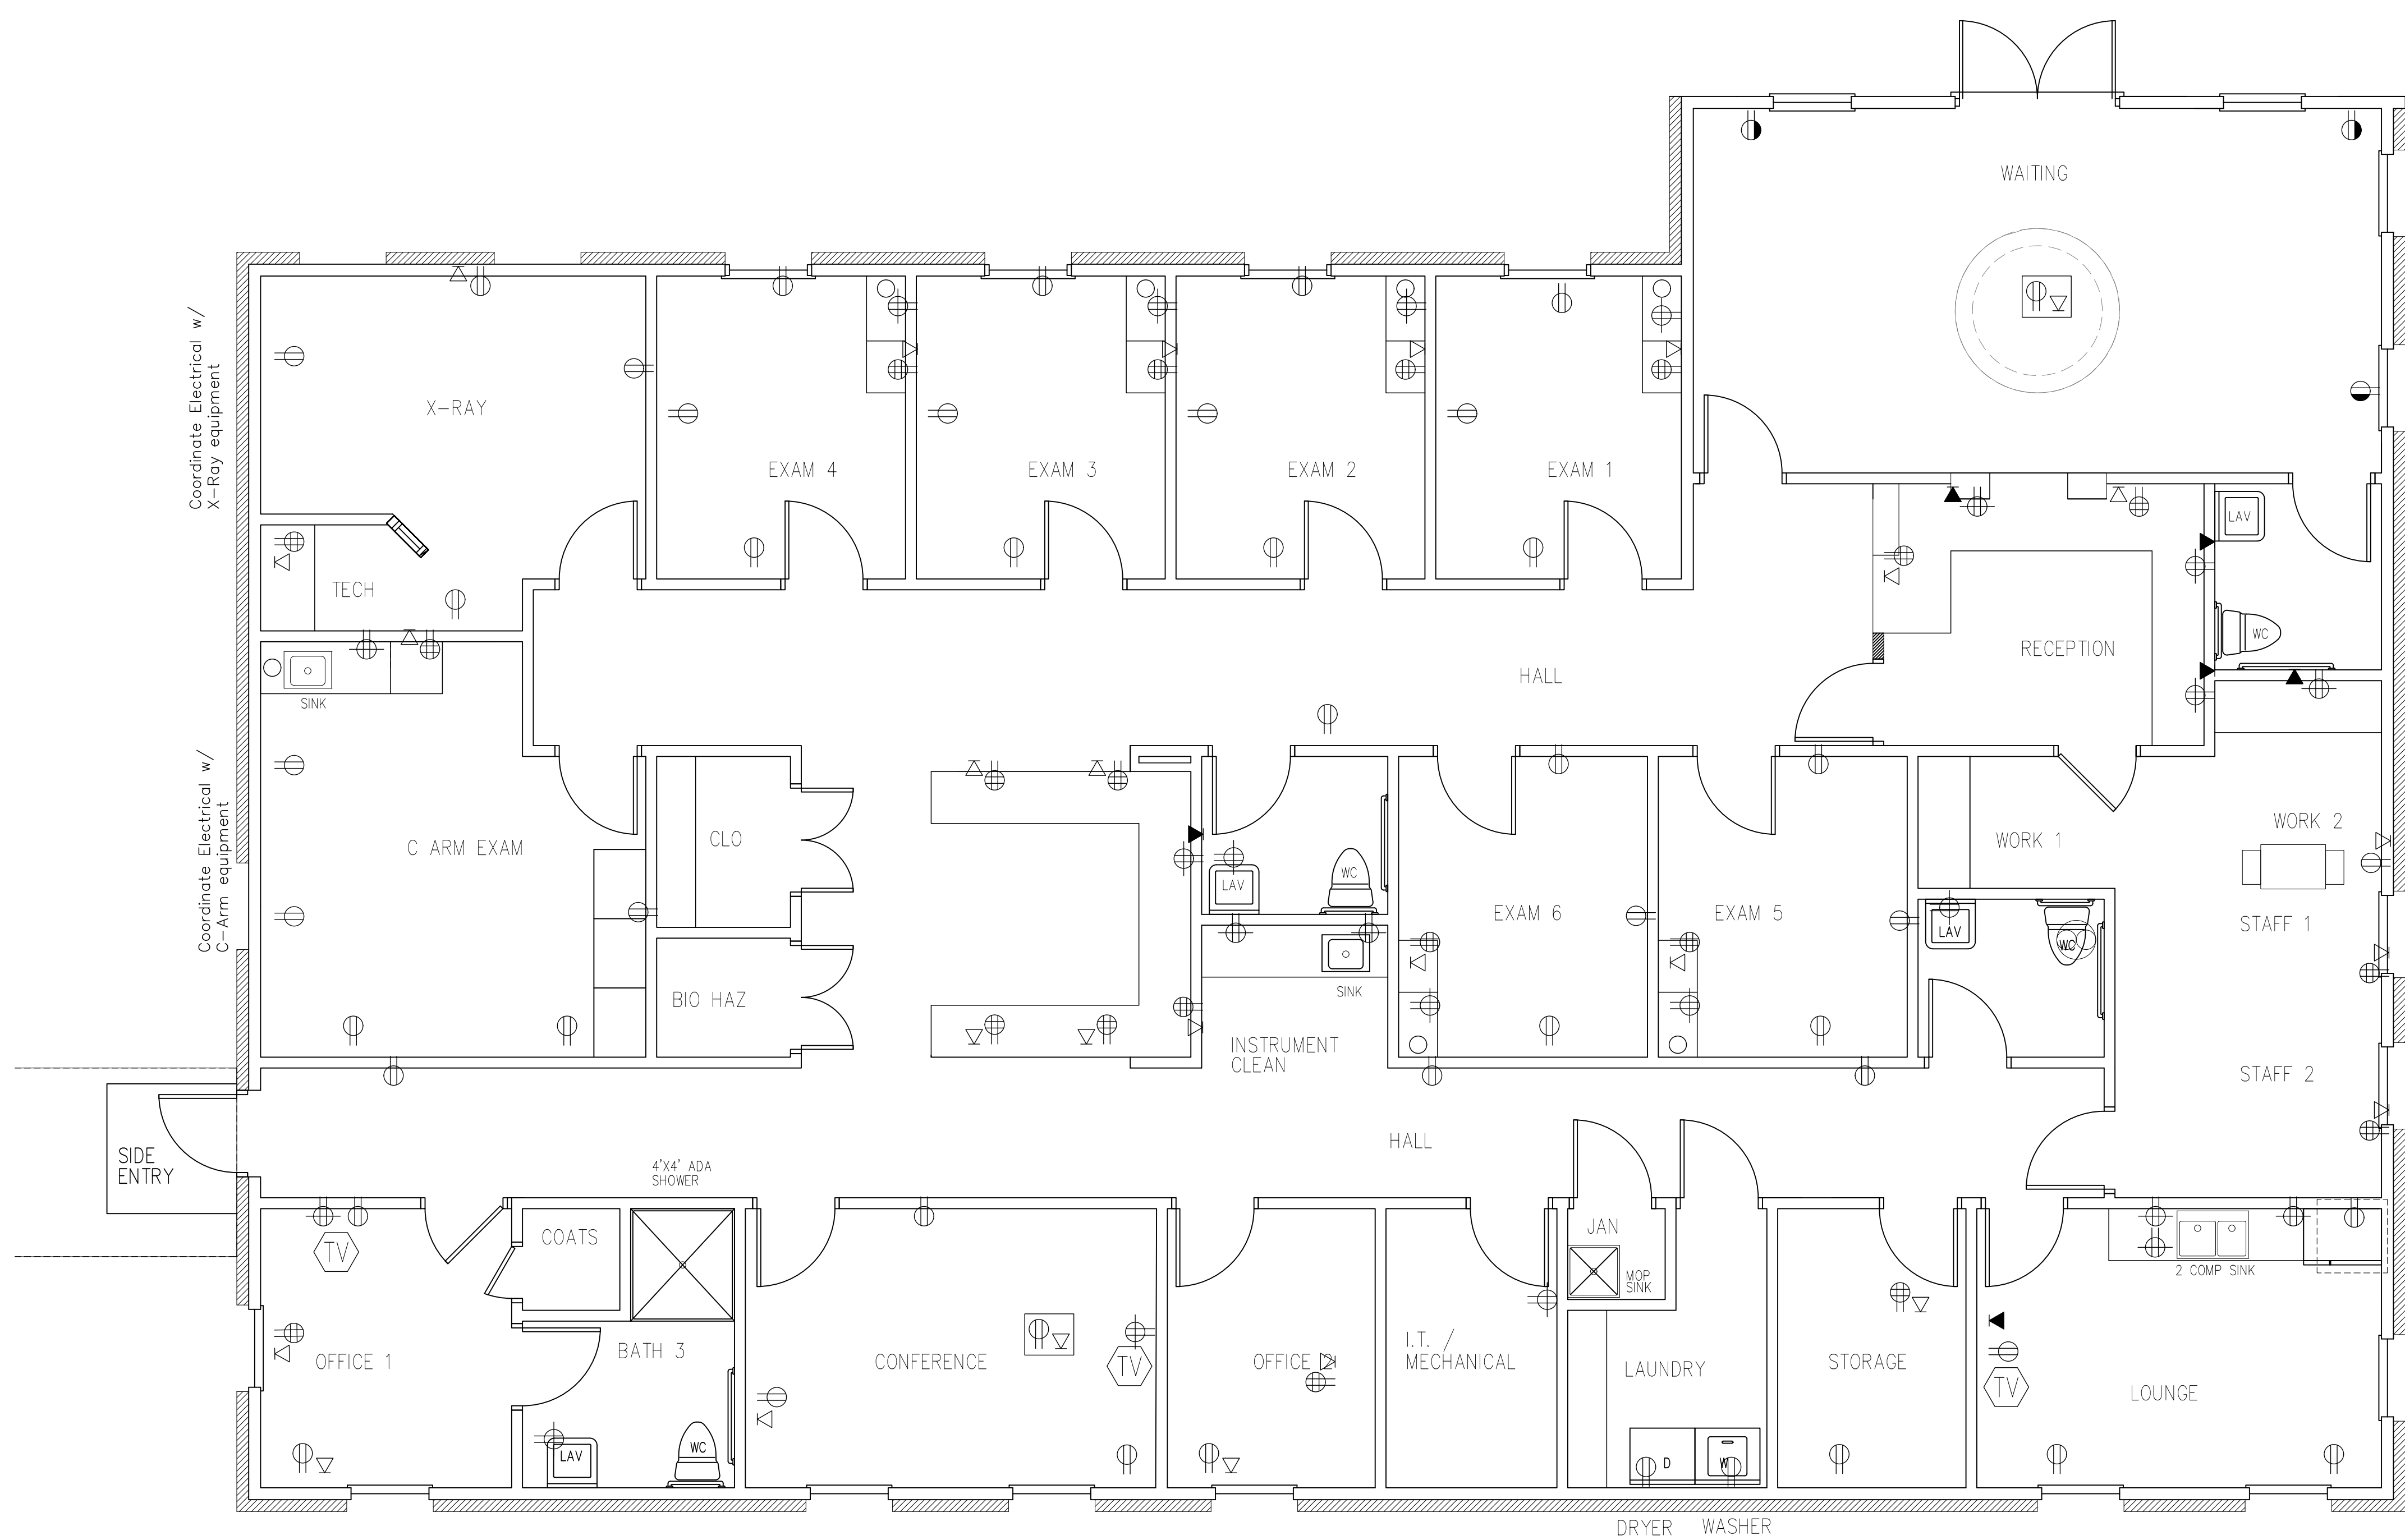 WAITING
Coordinate Electrical w/
X-Ray equipment
X-RAY
EXAM 4
EXAM 3
EXAM 2
EXAM 1
LAV
TECH
WC
RECEPTION
HALL
SINK
Coordinate Electrical w/
C-Arm equipment
C ARM EXAM
CLO
WORK 2
WORK 1
WC
LAV
EXAM 6
EXAM 5
STAFF 1
LAV
WC
BIO HAZ
SINK
INSTRUMENT
CLEAN
STAFF 2
HALL
SIDE
ENTRY
4'X4' ADA
SHOWER
COATS
JAN
TV
MOP
SINK
2 COMP SINK
OFFICE 1
BATH 3
CONFERENCE
TV
OFFICE 2
I.T. /
MECHANICAL
LAUNDRY
STORAGE
TV
LOUNGE
LAV
WC
D
W
DRYER
WASHER